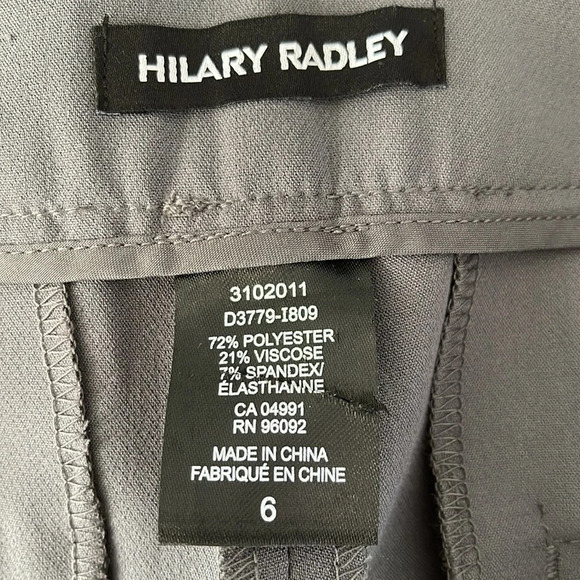 HILARY RADLEY
3102011
D3779-I809
72% POLYESTER
21% VISCOSE
7% SPANDEX/
ÉLASTHANNE
CA 04991
RN 96092
MADE IN CHINA
FABRIQUÉ EN CHINE
6